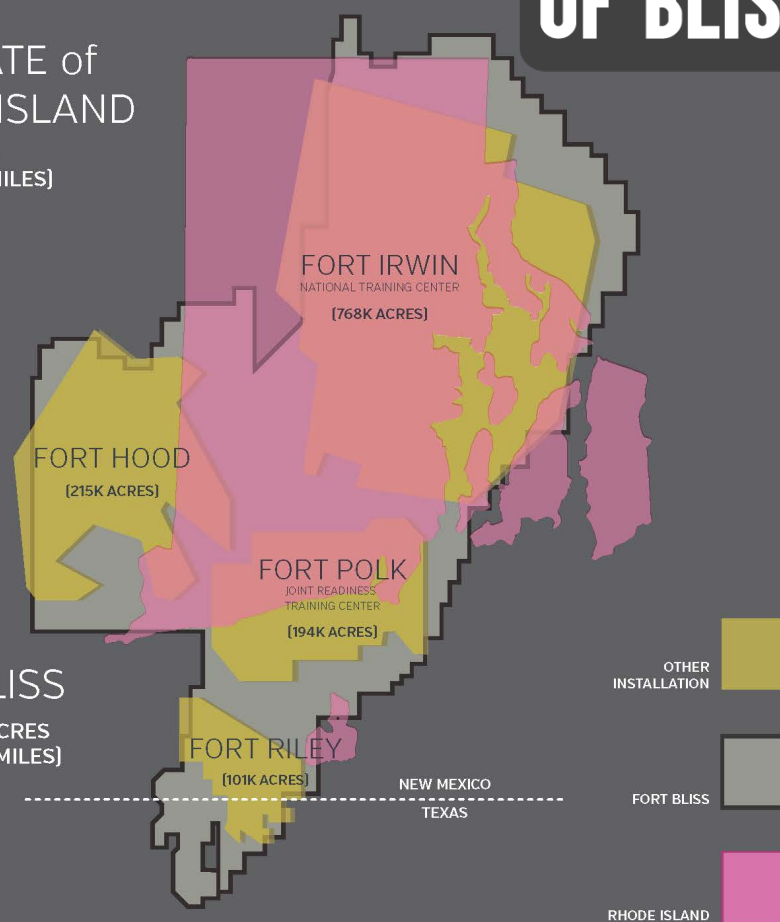 OF BLIS
ATE of
ISLAND
MILES)
FORT IRWIN
NATIONAL TRAINING CENTER
(768K ACRES)
FORT HOOD
(215K ACRES)
FORT POLK
JOINT READINESS
TRAINING CENTER
(194K ACRES)
LISS
CRES
MILES)
FORT RILEY
(101K ACRES)
NEW MEXICO
TEXAS
OTHER
INSTALLATION
FORT BLISS
RHODE ISLAND